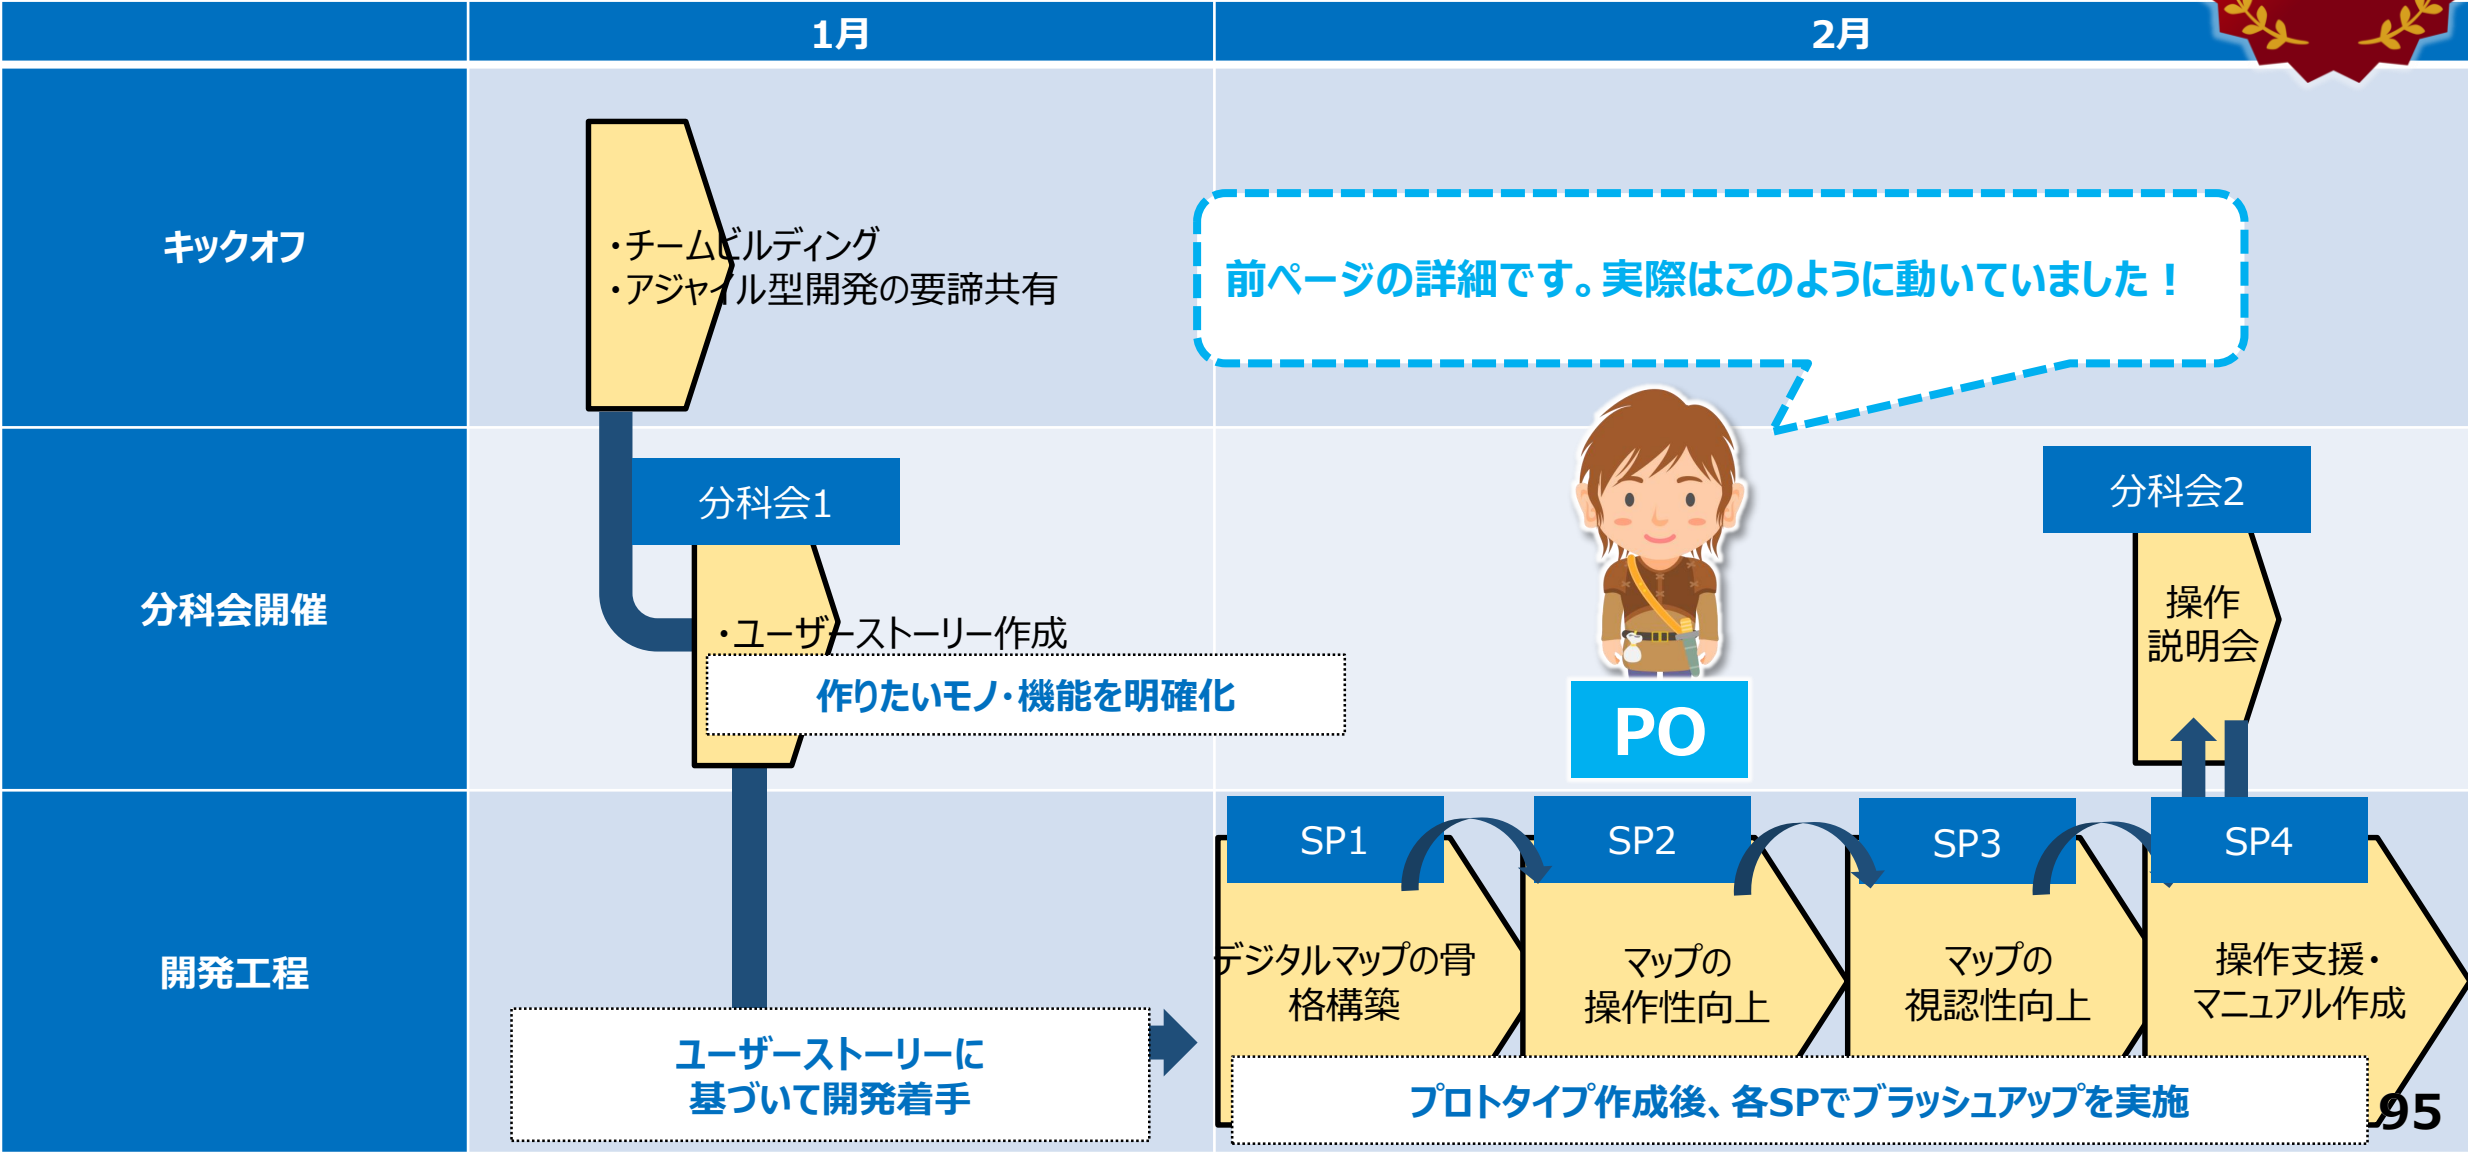 1月
2月
キックオフ
・チームビルディング
・アジャイル型開発の要諦共有
前ページの詳細です。実際はこのように動いていました！
分科会開催
分科会1
・ユーザーストーリー作成
作りたいモノ・機能を明確化
PO
分科会2
操作
説明会
開発工程
ユーザーストーリーに
基づいて開発着手
SP1
デジタルマップの骨
格構築
SP2
マップの
操作性向上
SP3
マップの
視認性向上
SP4
操作支援・
マニュアル作成
プロトタイプ作成後、各SPでブラッシュアップを実施
95